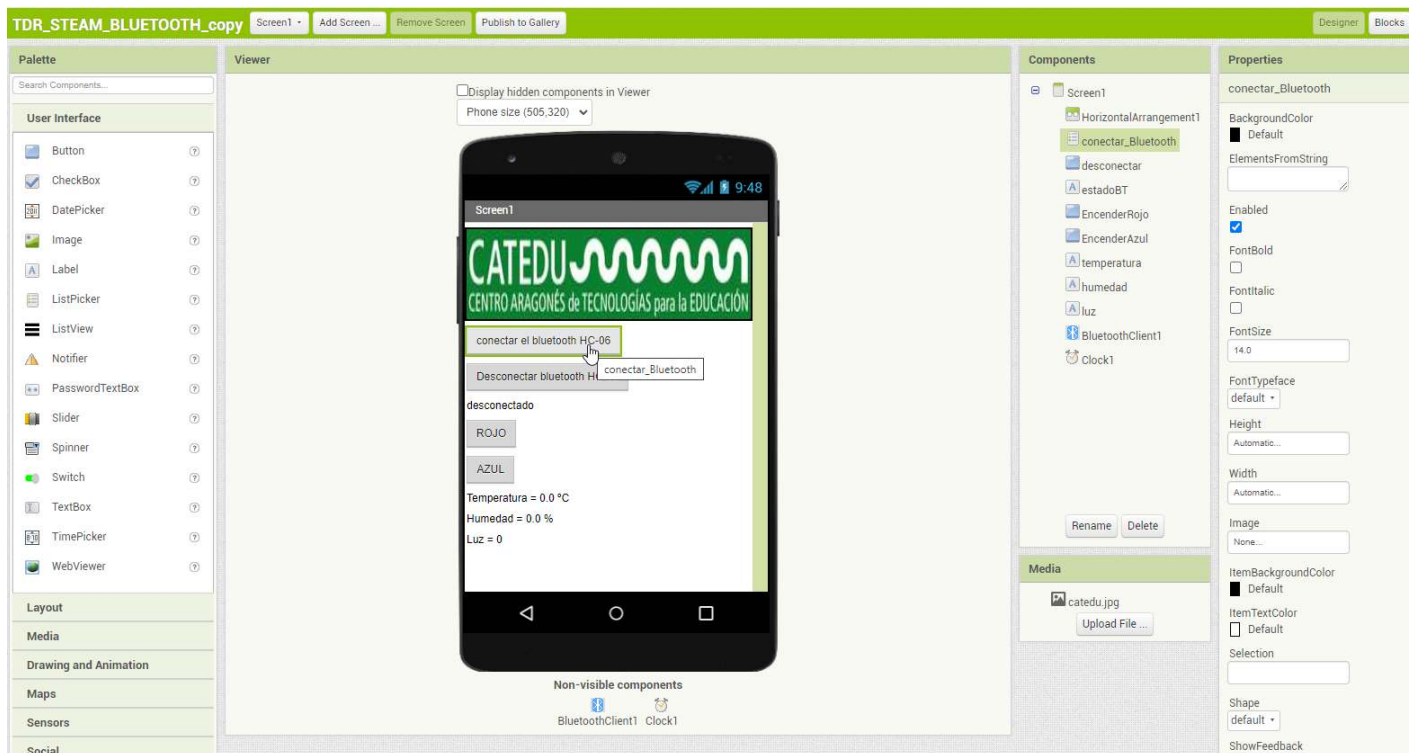 TDR_STEAM_BLUETOOTH_copy
Screen1
Add Screen ...
Remove Screen
Publish to Gallery
Designer
Blocks
Palette
Search Components...
User Interface
Button
CheckBox
DatePicker
Image
Label
ListPicker
ListView
Notifier
PasswordTextBox
Slider
Spinner
Switch
TextBox
TimePicker
WebViewer
Layout
Media
Drawing and Animation
Maps
Sensors
Social
Viewer
Display hidden components in Viewer
Phone size (505,320)
9:48
Screen1
CATEDU
CENTRO ARAGONÉS de TECNOLOGÍAS para la EDUCACIÓN
conectar el bluetooth HC-06
conectar_Bluetooth
Desconectar bluetooth H
desconectado
ROJO
AZUL
Temperatura = 0.0 ºC
Humedad = 0.0 %
Luz = 0
Non-visible components
BluetoothClient1 Clock1
Components
Screen1
HorizontalArrangement1
conectar_Bluetooth
desconectar
estadoBT
EncenderRojo
EncenderAzul
temperatura
humedad
luz
BluetoothClient1
Clock1
Rename
Delete
Media
catedu.jpg
Upload File ...
Properties
conectar_Bluetooth
BackgroundColor
Default
ElementsFromString
Enabled
FontBold
FontItalic
FontSize
14.0
FontTypeface
default
Height
Automatic...
Width
Automatic...
Image
None...
ItemBackgroundColor
Default
ItemTextColor
Default
Selection
Shape
default
ShowFeedback